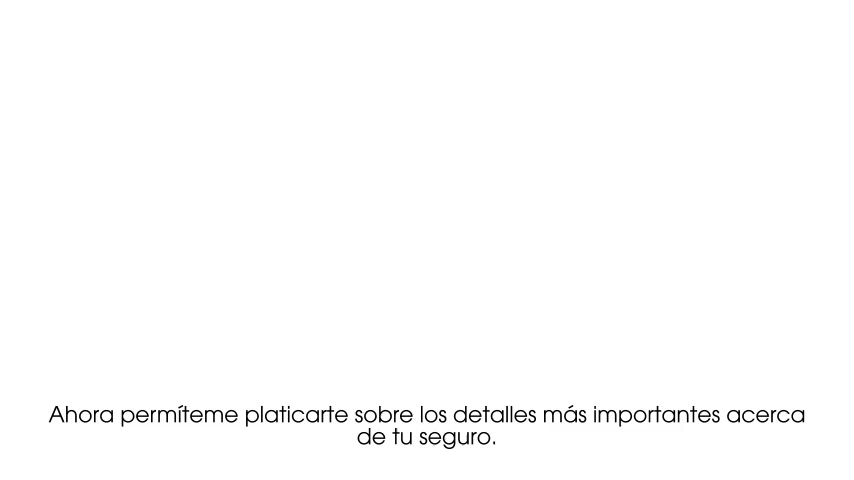 Ahora permíteme platicarte sobre los detalles más importantes acerca
de tu seguro.